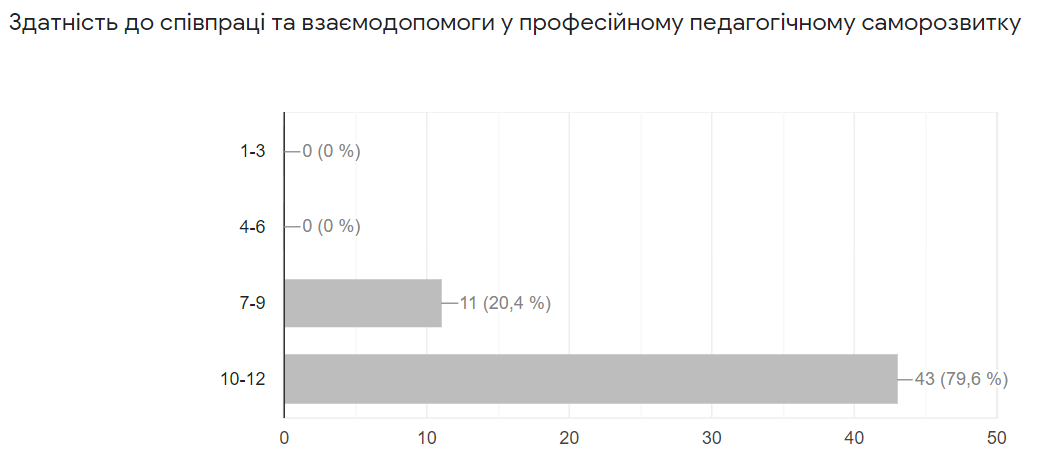 Здатність до співпраці та взаємодопомоги у професійному педагогічному саморозвитку
1-3 0 (0 %)
4-6 0 (0 %)
7-9 11 (20,4 %)
10-12 43 (79,6 %)
0 10 20 30 40 50